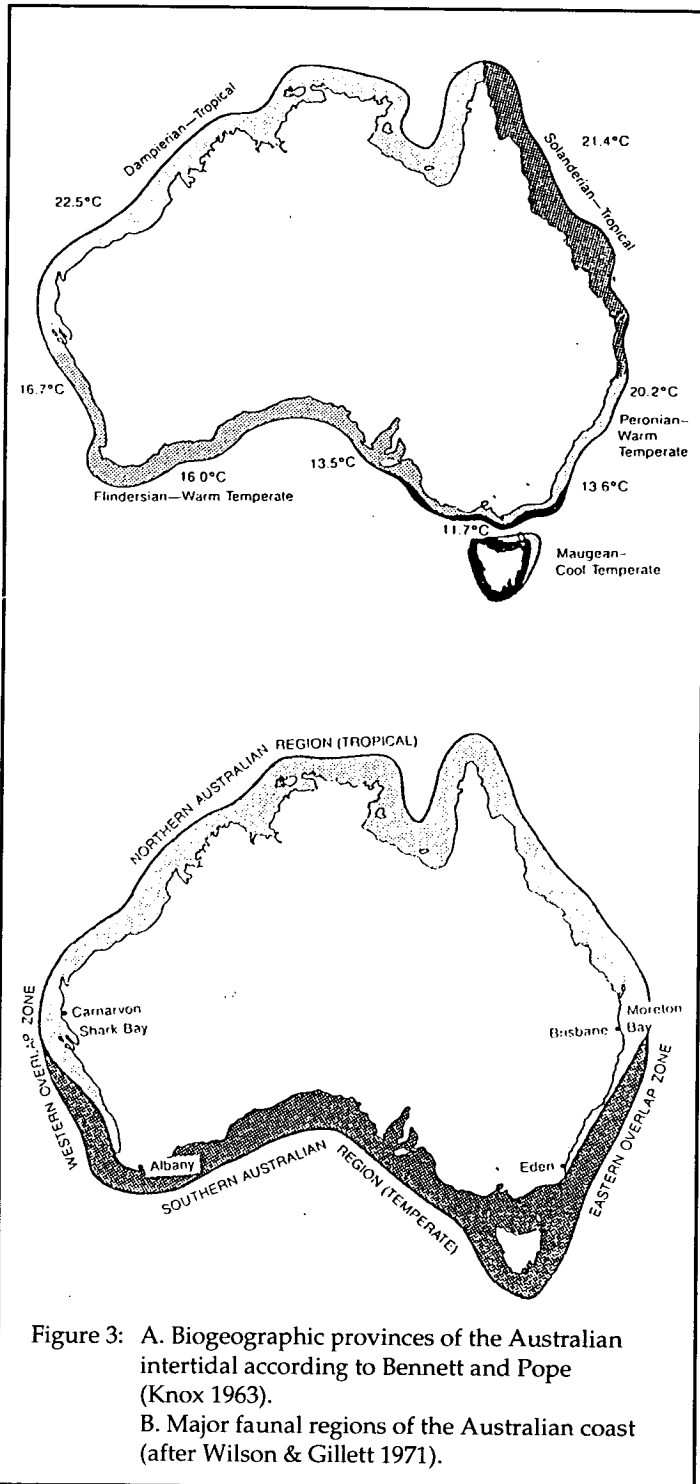 Dampierian—Tropical
21.4°C
Solanderian—Tropical
22.5°C
16.7°C
20.2°C
Peronian—
Warm
Temperate
13.5°C
16.0°C
13.6°C
Flindersian—Warm Temperate
11.7°C
Maugean—
Cool Temperate
NORTHERN AUSTRALIAN REGION (TROPICAL)
WESTERN OVERLAP ZONE
Carnarvon
Shark Bay
Moreton
Brisbane Bay
EASTERN OVERLAP ZONE
Albany
Eden
SOUTHERN AUSTRALIAN REGION (TEMPERATE)
Figure 3: A. Biogeographic provinces of the Australian
intertidal according to Bennett and Pope
(Knox 1963).
B. Major faunal regions of the Australian coast
(after Wilson & Gillett 1971).